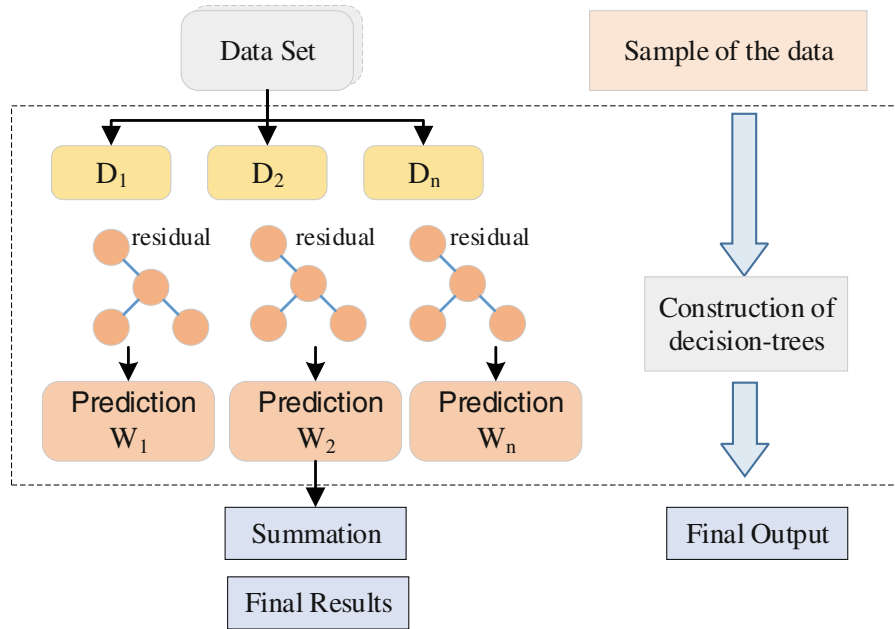 Data Set
Sample of the data
D₁
D₂
Dₙ
residual
residual
residual
Construction of
decision-trees
Prediction
W₁
Prediction
W₂
Prediction
Wₙ
Summation
Final Output
Final Results